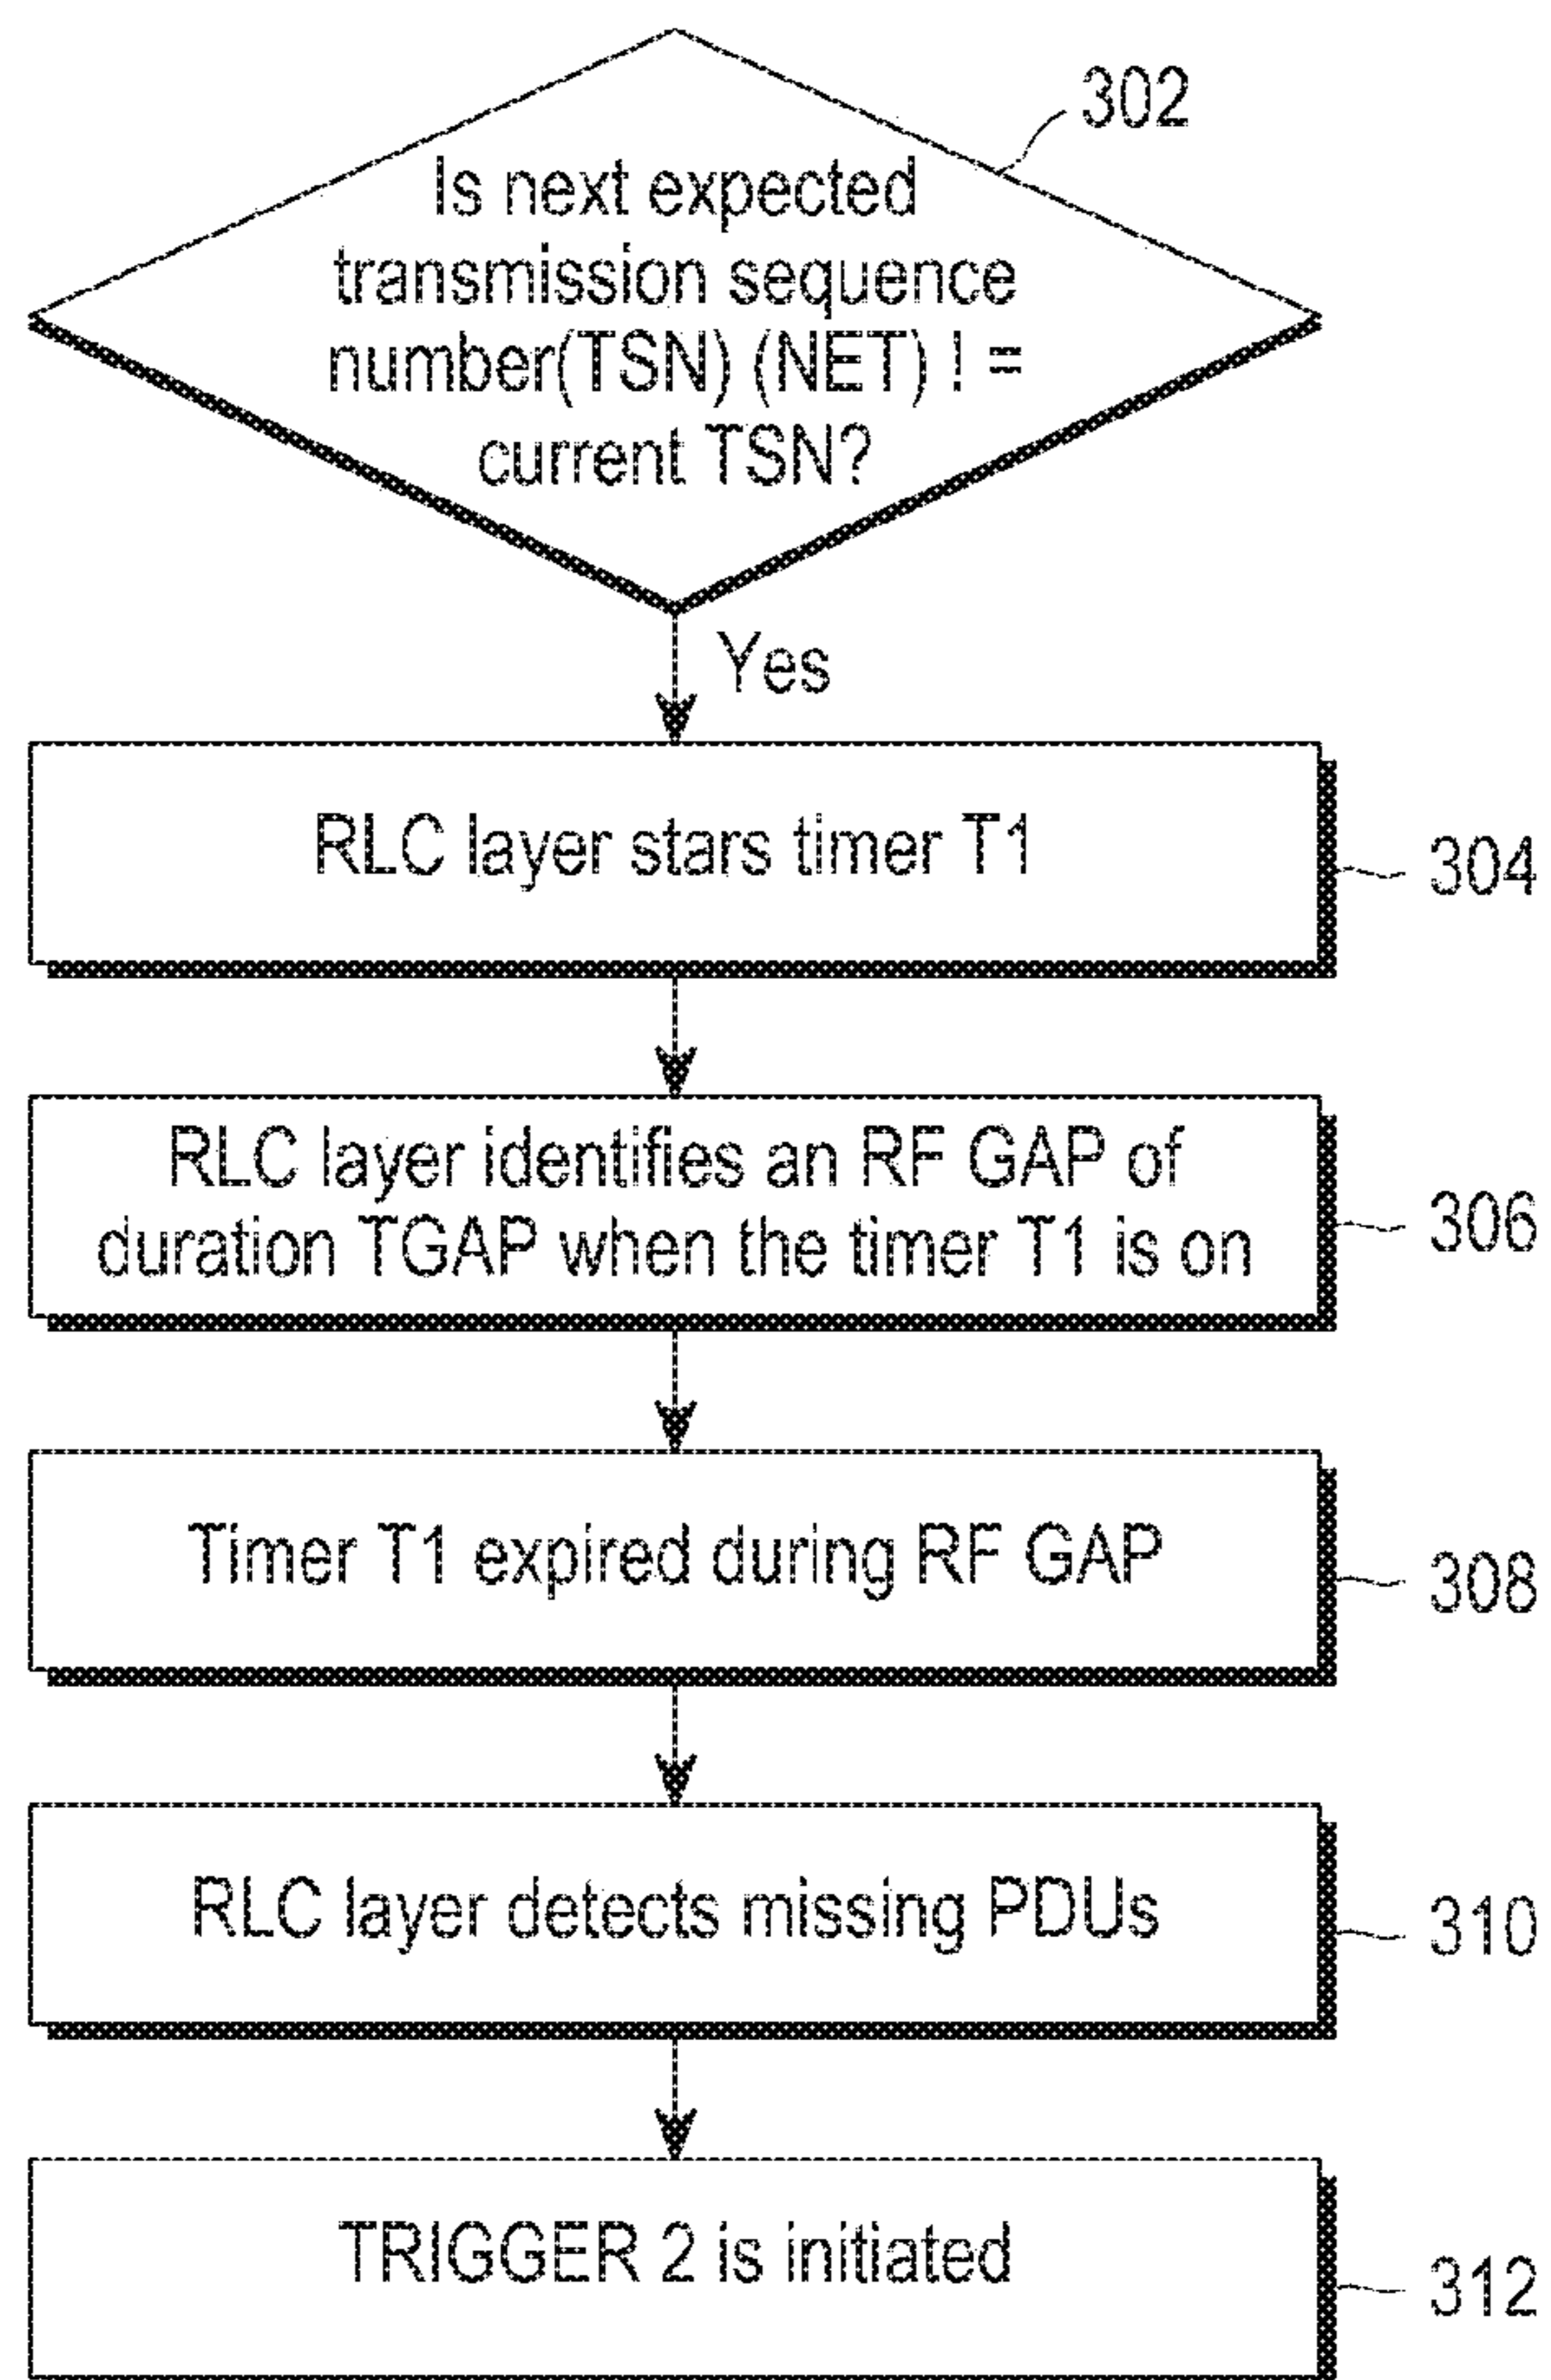 302
Is next expected
transmission sequence
number(TSN) (NET) ! =
current TSN?
Yes
RLC layer stars timer T1
304
RLC layer identifies an RF GAP of
duration TGAP when the timer T1 is on
306
Timer T1 expired during RF GAP
308
RLC layer detects missing PDUs
310
TRIGGER 2 is initiated
312